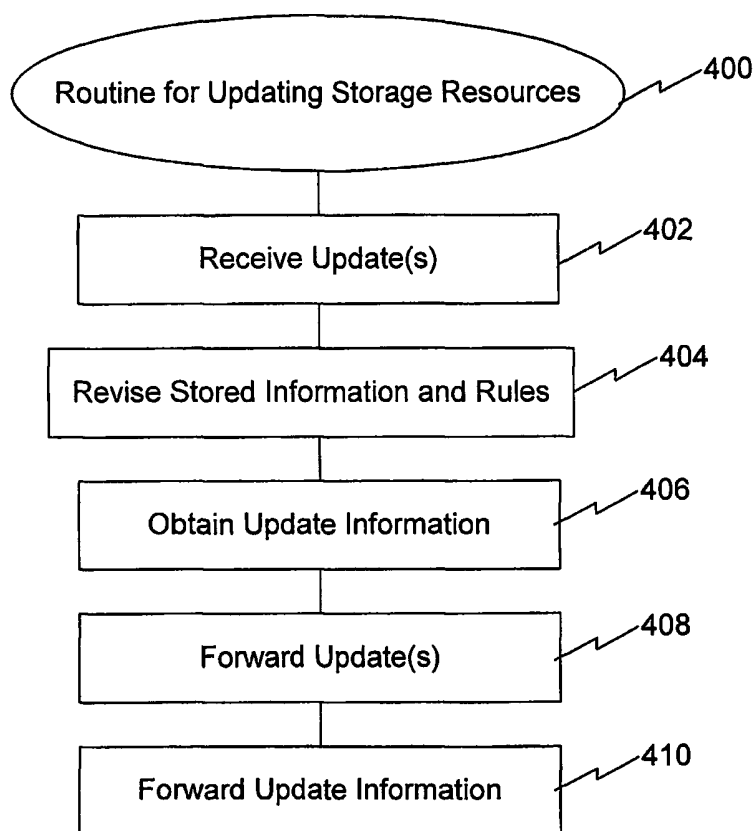 Routine for Updating Storage Resources
400
Receive Update(s)
402
Revise Stored Information and Rules
404
Obtain Update Information
406
Forward Update(s)
408
Forward Update Information
410